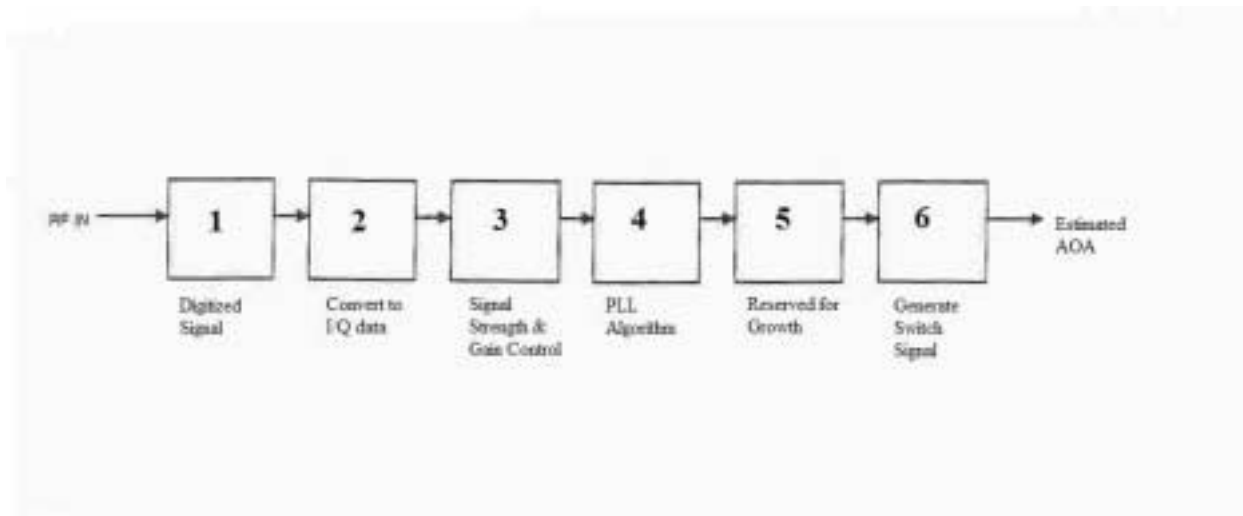 RF IN
1
2
3
4
5
6
Estimated
AOA
Digitized
Signal
Convert to
I/Q data
Signal
Strength &
Gain Control
PLL
Algorithm
Reserved for
Growth
Generate
Switch
Signal